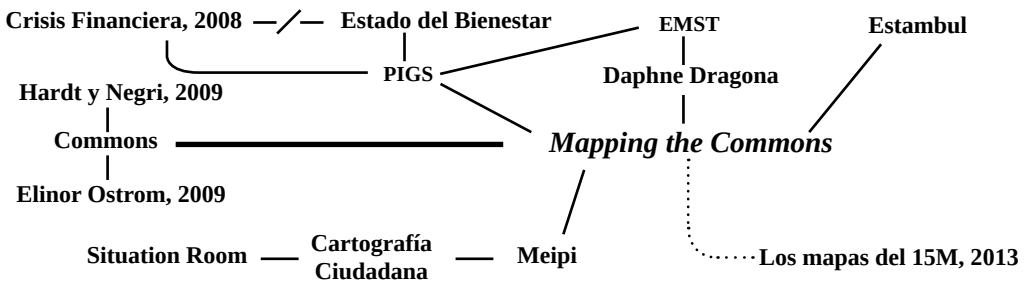 Crisis Financiera, 2008
Estado del Bienestar
EMST
Estambul
PIGS
Daphne Dragona
Hardt y Negri, 2009
Commons
Mapping the Commons
Elinor Ostrom, 2009
Situation Room
Cartografía
Ciudadana
Meipi
Los mapas del 15M, 2013